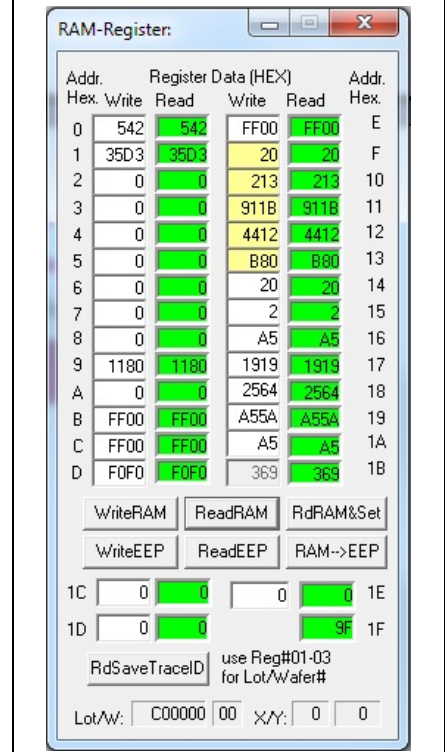 RAM-Register:
Addr. Register Data (HEX) Addr.
Hex. Write Read Write Read Hex.
0 542 542 FF00 FF00 E
1 35D3 35D3 20 20 F
2 0 0 213 213 10
3 0 0 911B 911B 11
4 0 0 4412 4412 12
5 0 0 B80 B80 13
6 0 0 20 20 14
7 0 0 2 2 15
8 0 0 A5 A5 16
9 1180 1180 1919 1919 17
A 0 0 2564 2564 18
B FF00 FF00 A55A A55A 19
C FF00 FF00 A5 A5 1A
D F0F0 F0F0 369 369 1B
WriteRAM ReadRAM RdRAM&Set
WriteEEP ReadEEP RAM-->EEP
1C 0 0 0 0 1E
1D 0 0 9F 1F
RdSaveTraceID use Reg#01-03
for Lot/Wafer#
Lot/W: C00000 00 X/Y: 0 0